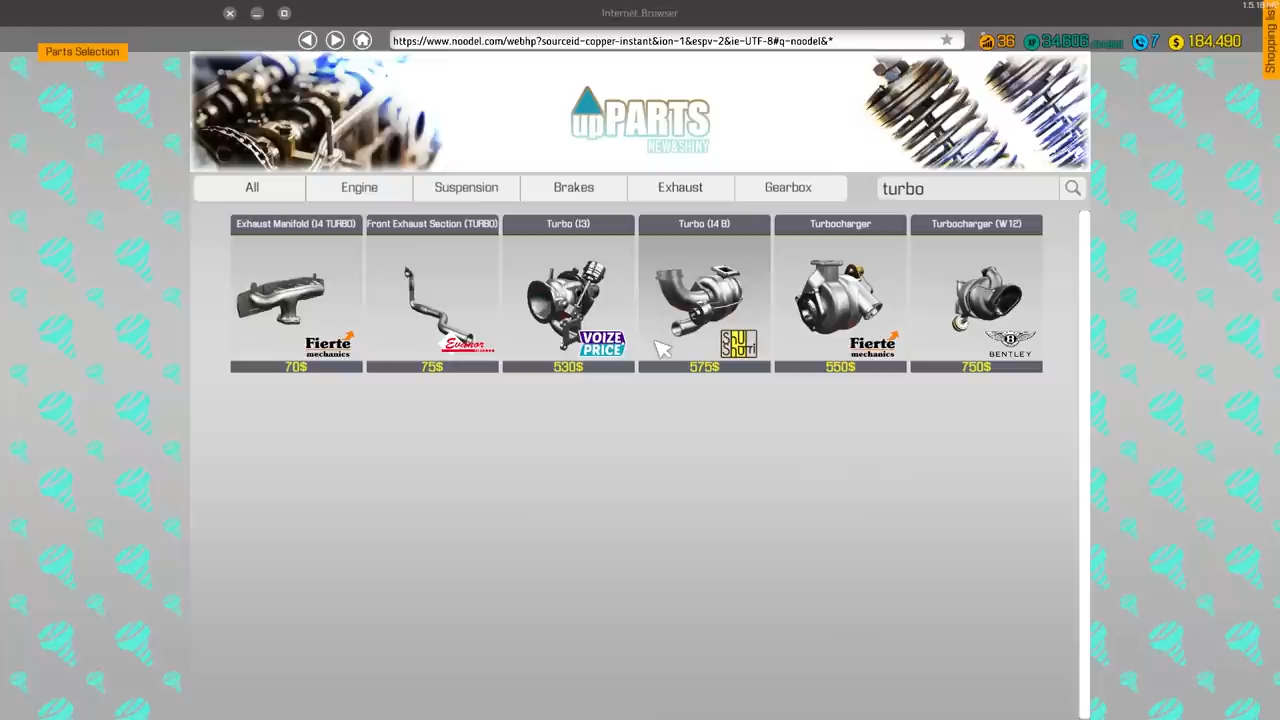 Internet Browser
1.5.18
Parts Selection
https://www.noodel.com/webhp?sourceid-copper-instant&ion-1&espv-2&ie-UTF-8#q-noodel&*
36
34,606
7
184,490
Shopping list
upPARTS
NEW&SHINY
All
Engine
Suspension
Brakes
Exhaust
Gearbox
turbo
Exhaust Manifold (I4 TURBO)
Front Exhaust Section (TURBO)
Turbo (I3)
Turbo (I4 B)
Turbocharger
Turbocharger (W12)
Fierte
mechanics
Evanor
VOIZE
PRICE
Fierte
mechanics
BENTLEY
70$
75$
530$
575$
550$
750$